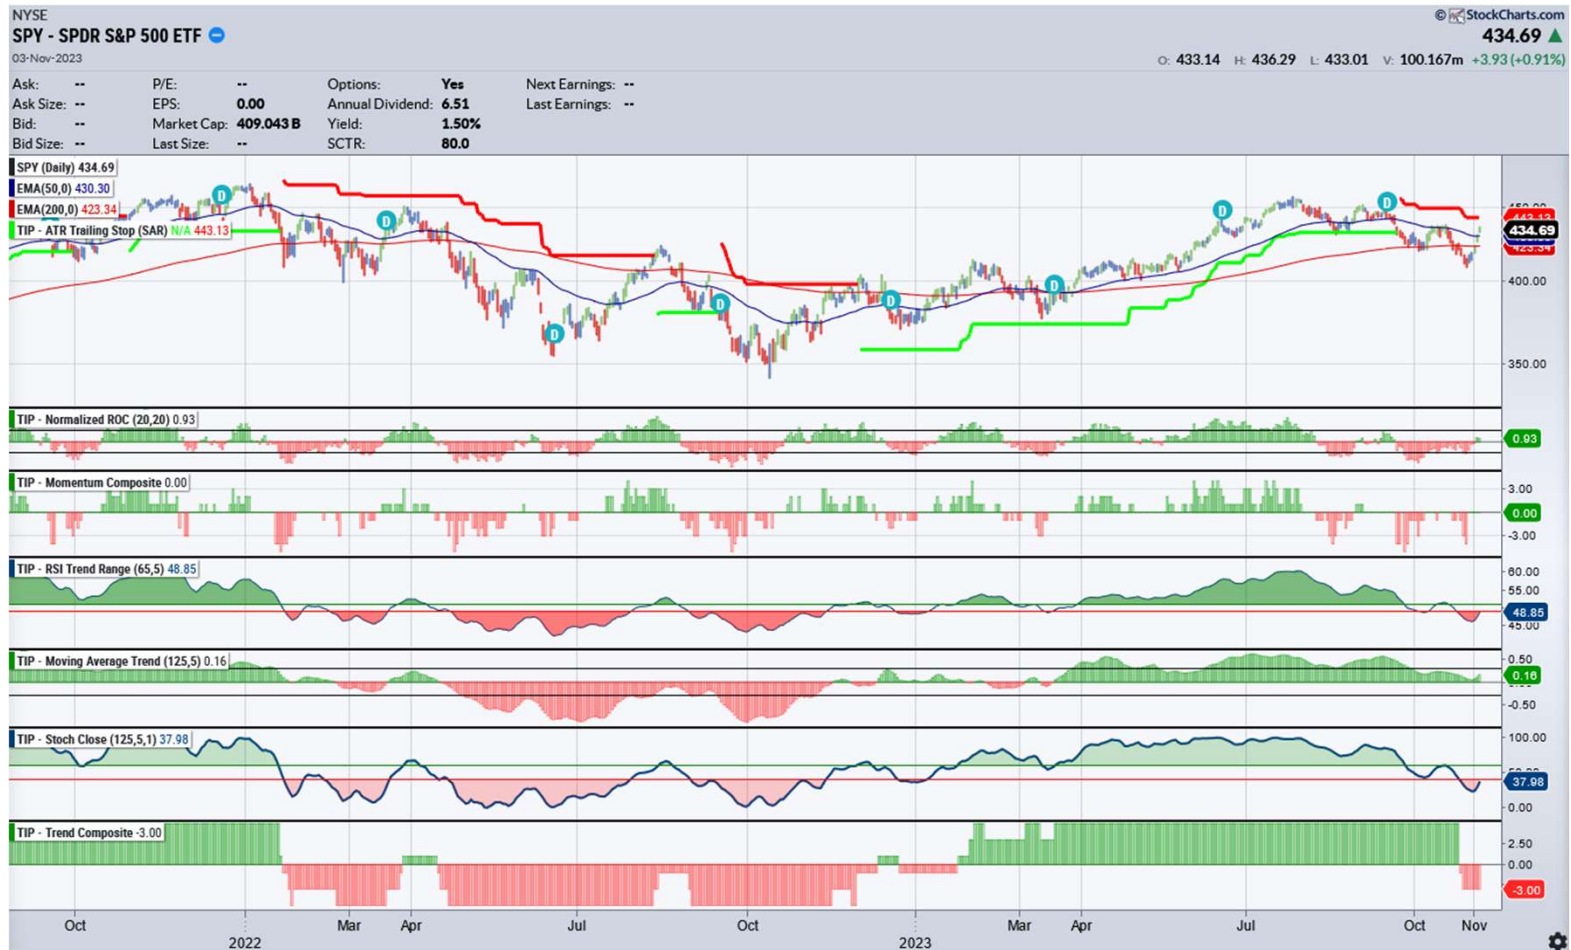 NYSE
© StockCharts.com
SPY - SPDR S&P 500 ETF
434.69
03-Nov-2023
O: 433.14 H: 436.29 L: 433.01 V: 100.167m +3.93 (+0.91%)
Ask: -- P/E: -- Options: Yes Next Earnings: --
Ask Size: -- EPS: 0.00 Annual Dividend: 6.51 Last Earnings: --
Bid: -- Market Cap: 409.043 B Yield: 1.50%
Bid Size: -- Last Size: -- SCTR: 80.0
SPY (Daily) 434.69
EMA(50,0) 430.30
EMA(200,0) 423.34
TIP - ATR Trailing Stop (SAR) N/A 443.13
D
D
D
D
D
D
D
D
434.69
400.00
350.00
TIP - Normalized ROC (20,20) 0.93
0.93
TIP - Momentum Composite 0.00
3.00
0.00
-3.00
TIP - RSI Trend Range (65,5) 48.85
60.00
55.00
48.85
45.00
TIP - Moving Average Trend (125,5) 0.16
0.50
0.16
-0.50
TIP - Stoch Close (125,5,1) 37.98
100.00
37.98
0.00
TIP - Trend Composite -3.00
2.50
0.00
-3.00
Oct 2022 Mar Apr Jul Oct 2023 Mar Apr Jul Oct Nov